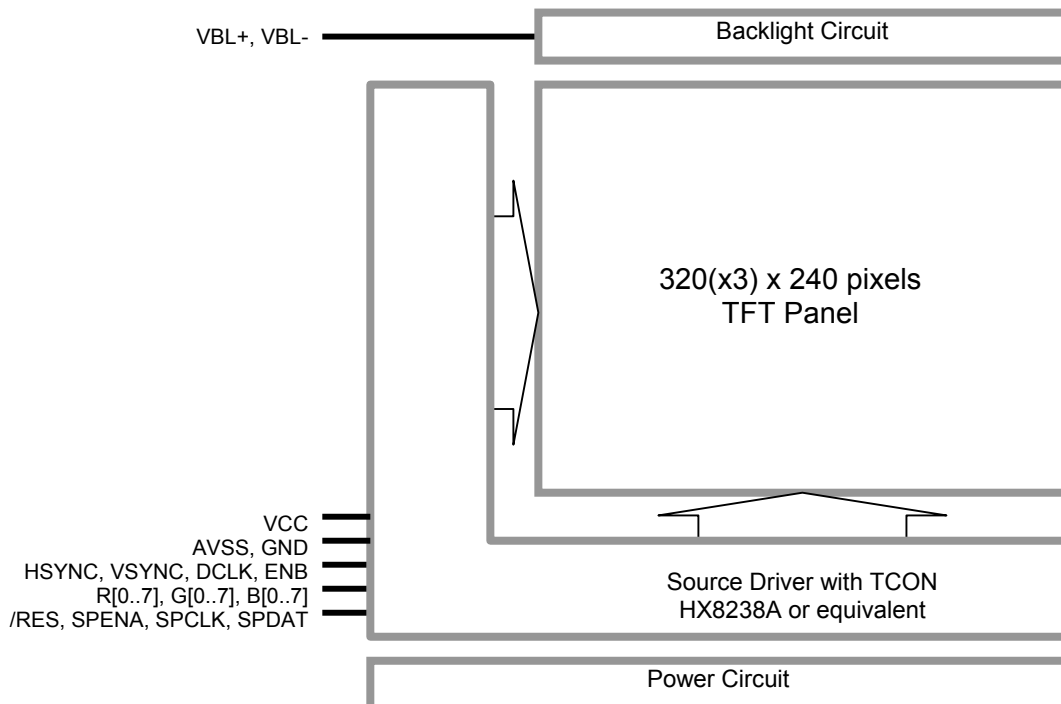 VBL+, VBL-
Backlight Circuit
320(x3) x 240 pixels
TFT Panel
VCC
AVSS, GND
HSYNC, VSYNC, DCLK, ENB
R[0..7], G[0..7], B[0..7]
/RES, SPENA, SPCLK, SPDAT
Source Driver with TCON
HX8238A or equivalent
Power Circuit